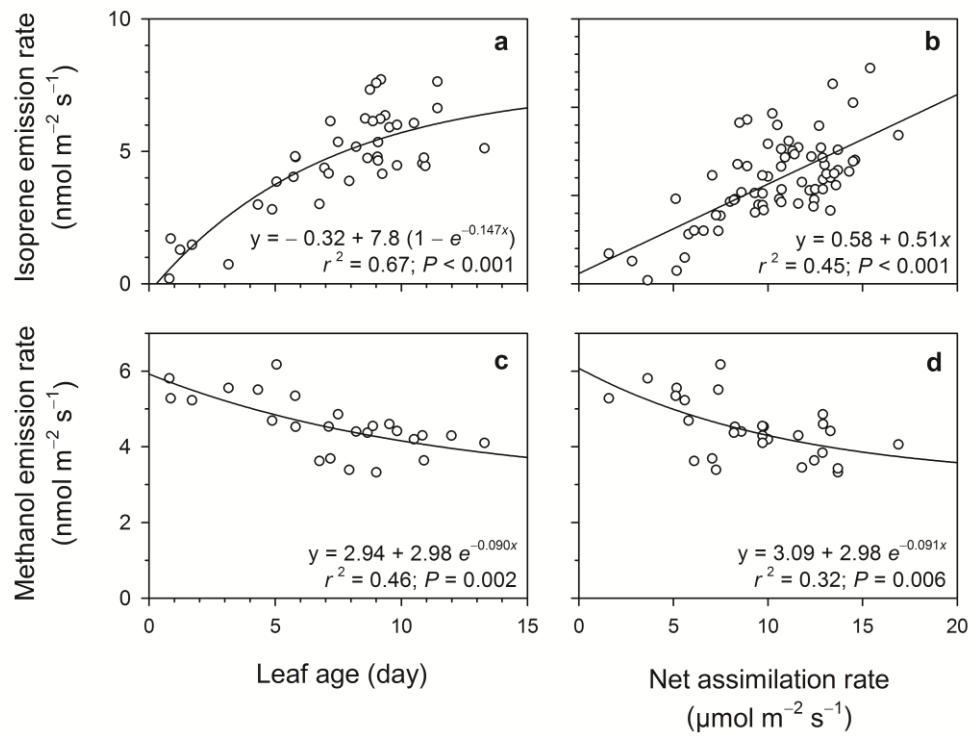 Isoprene emission rate
(nmol m⁻² s⁻¹)
10
5
0
a
y = – 0.32 + 7.8 (1 – e^−0.147x)
r² = 0.67; P < 0.001
b
y = 0.58 + 0.51x
r² = 0.45; P < 0.001
Methanol emission rate
(nmol m⁻² s⁻¹)
6
4
2
0
c
y = 2.94 + 2.98 e^−0.090x
r² = 0.46; P = 0.002
d
y = 3.09 + 2.98 e^−0.091x
r² = 0.32; P = 0.006
0 5 10 15
0 5 10 15 20
Leaf age (day)
Net assimilation rate
(μmol m⁻² s⁻¹)